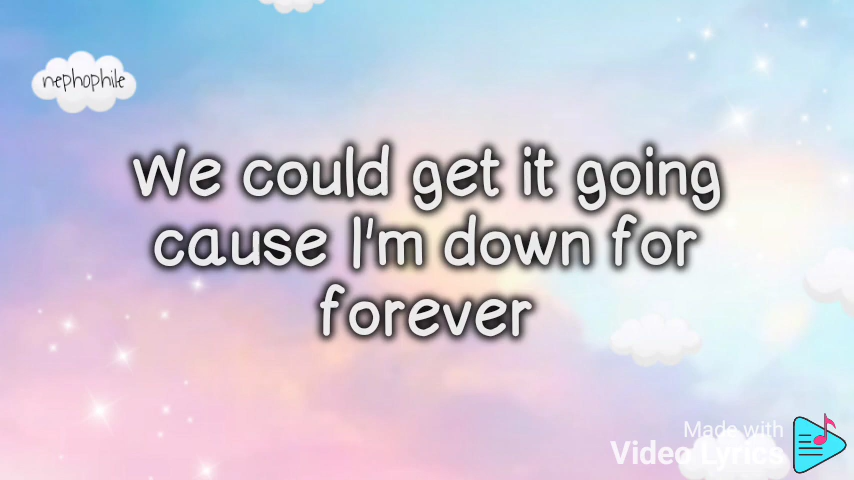 nephophile
We could get it going
cause I'm down for
forever
Made with
Video Lyrics